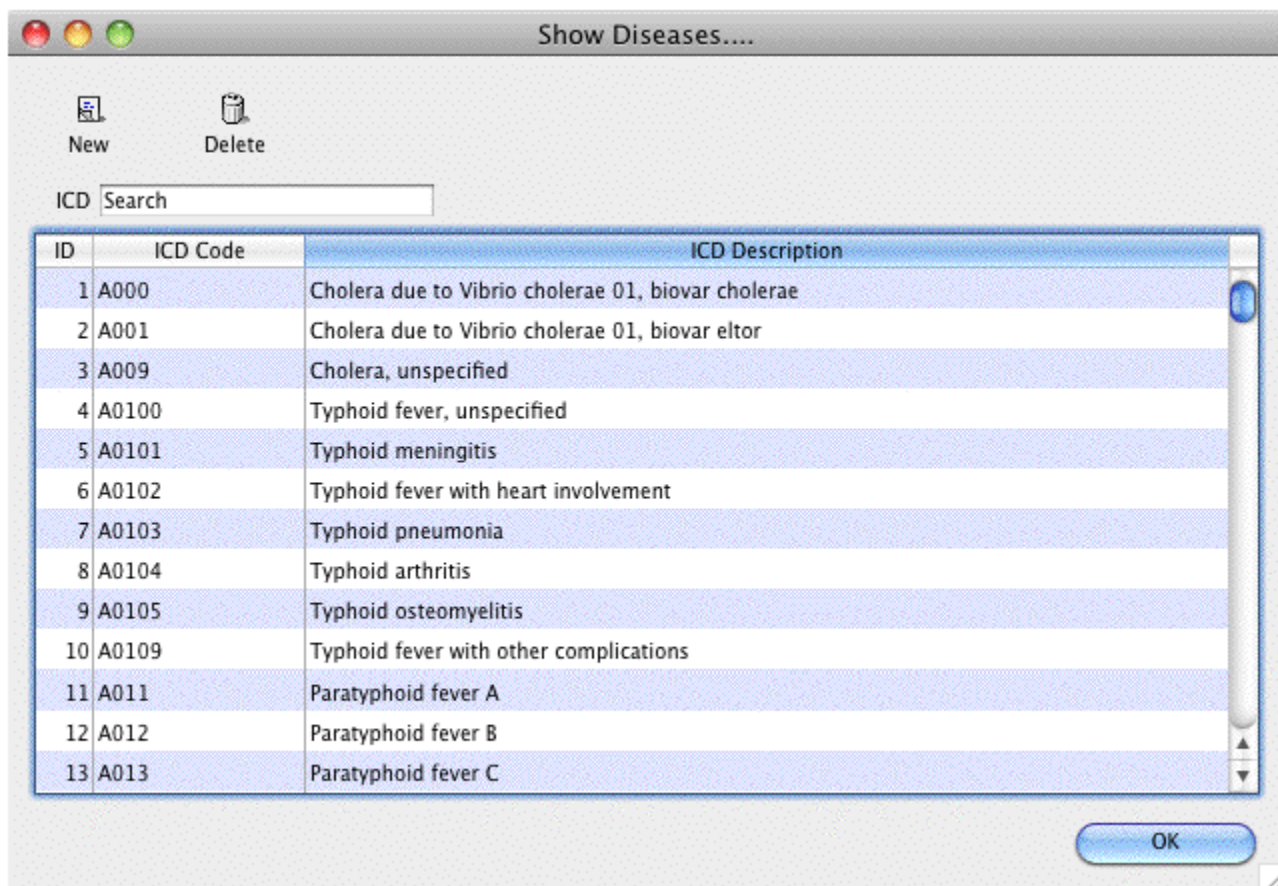 Show Diseases....
New Delete
ICD Search
ID ICD Code ICD Description
1 A000 Cholera due to Vibrio cholerae 01, biovar cholerae
2 A001 Cholera due to Vibrio cholerae 01, biovar eltor
3 A009 Cholera, unspecified
4 A0100 Typhoid fever, unspecified
5 A0101 Typhoid meningitis
6 A0102 Typhoid fever with heart involvement
7 A0103 Typhoid pneumonia
8 A0104 Typhoid arthritis
9 A0105 Typhoid osteomyelitis
10 A0109 Typhoid fever with other complications
11 A011 Paratyphoid fever A
12 A012 Paratyphoid fever B
13 A013 Paratyphoid fever C
OK